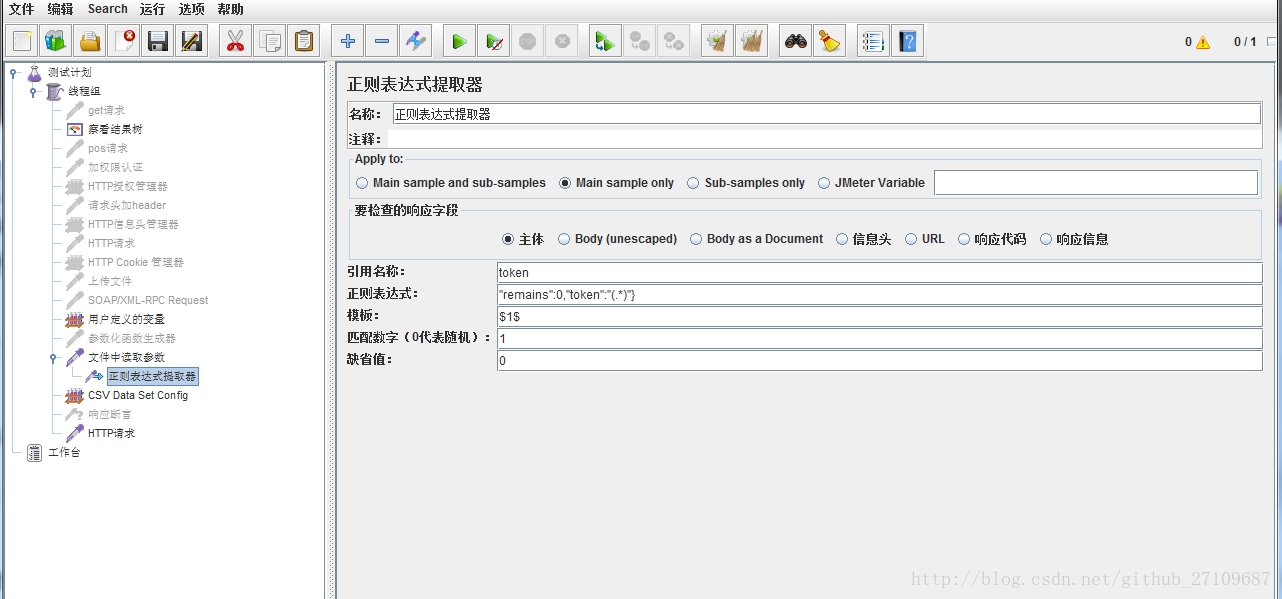 文件 编辑 Search 运行 选项 帮助
0 0 / 1
测试计划
线程组
get请求
察看结果树
pos请求
加权限认证
HTTP授权管理器
请求头加header
HTTP信息头管理器
HTTP请求
HTTP Cookie 管理器
上传文件
SOAP/XML-RPC Request
用户定义的变量
参数化函数生成器
文件中读取参数
正则表达式提取器
CSV Data Set Config
响应断言
HTTP请求
工作台
正则表达式提取器
名称： 正则表达式提取器
注释：
Apply to:
Main sample and sub-samples Main sample only Sub-samples only JMeter Variable
要检查的响应字段
主体 Body (unescaped) Body as a Document 信息头 URL 响应代码 响应信息
引用名称： token
正则表达式： "remains":0,"token":"(.*)"}
模板： $1$
匹配数字（0代表随机）： 1
缺省值： 0
http://blog.csdn.net/github_27109687